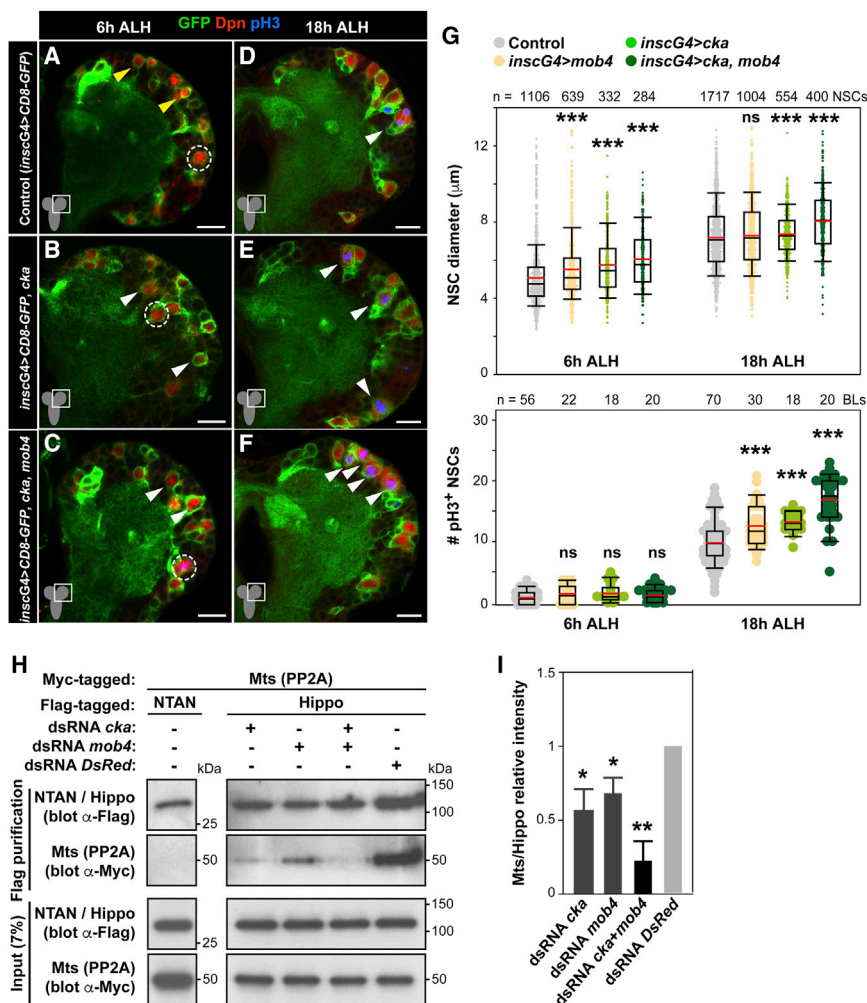 GFP Dpn pH3
6h ALH 18h ALH
Control (inscG4>CD8-GFP)
A D
inscG4>CD8-GFP, cka
B E
inscG4>CD8-GFP, cka, mob4
C F
G
Control inscG4>cka
inscG4>mob4 inscG4>cka, mob4
n = 1106 639 332 284 1717 1004 554 400 NSCs
*** *** *** ns *** ***
NSC diameter (μm)
12
8
4
0
6h ALH 18h ALH
n = 56 22 18 20 70 30 18 20 BLs
# pH3+ NSCs
30
20
10
0
ns ns ns *** *** ***
6h ALH 18h ALH
H
Myc-tagged: Mts (PP2A)
Flag-tagged: NTAN Hippo
dsRNA cka: - + - + -
dsRNA mob4: - - + + -
dsRNA DsRed: - - - - +
kDa kDa
Flag purification
NTAN / Hippo
(blot α-Flag)
25
150
100
Mts (PP2A)
(blot α-Myc)
50
Input (7%)
NTAN / Hippo
(blot α-Flag)
25
150
100
Mts (PP2A)
(blot α-Myc)
50 50
I
Mts/Hippo relative intensity
1.5
1
0.5
0
* * **
dsRNA cka
dsRNA mob4
dsRNA cka+mob4
dsRNA DsRed